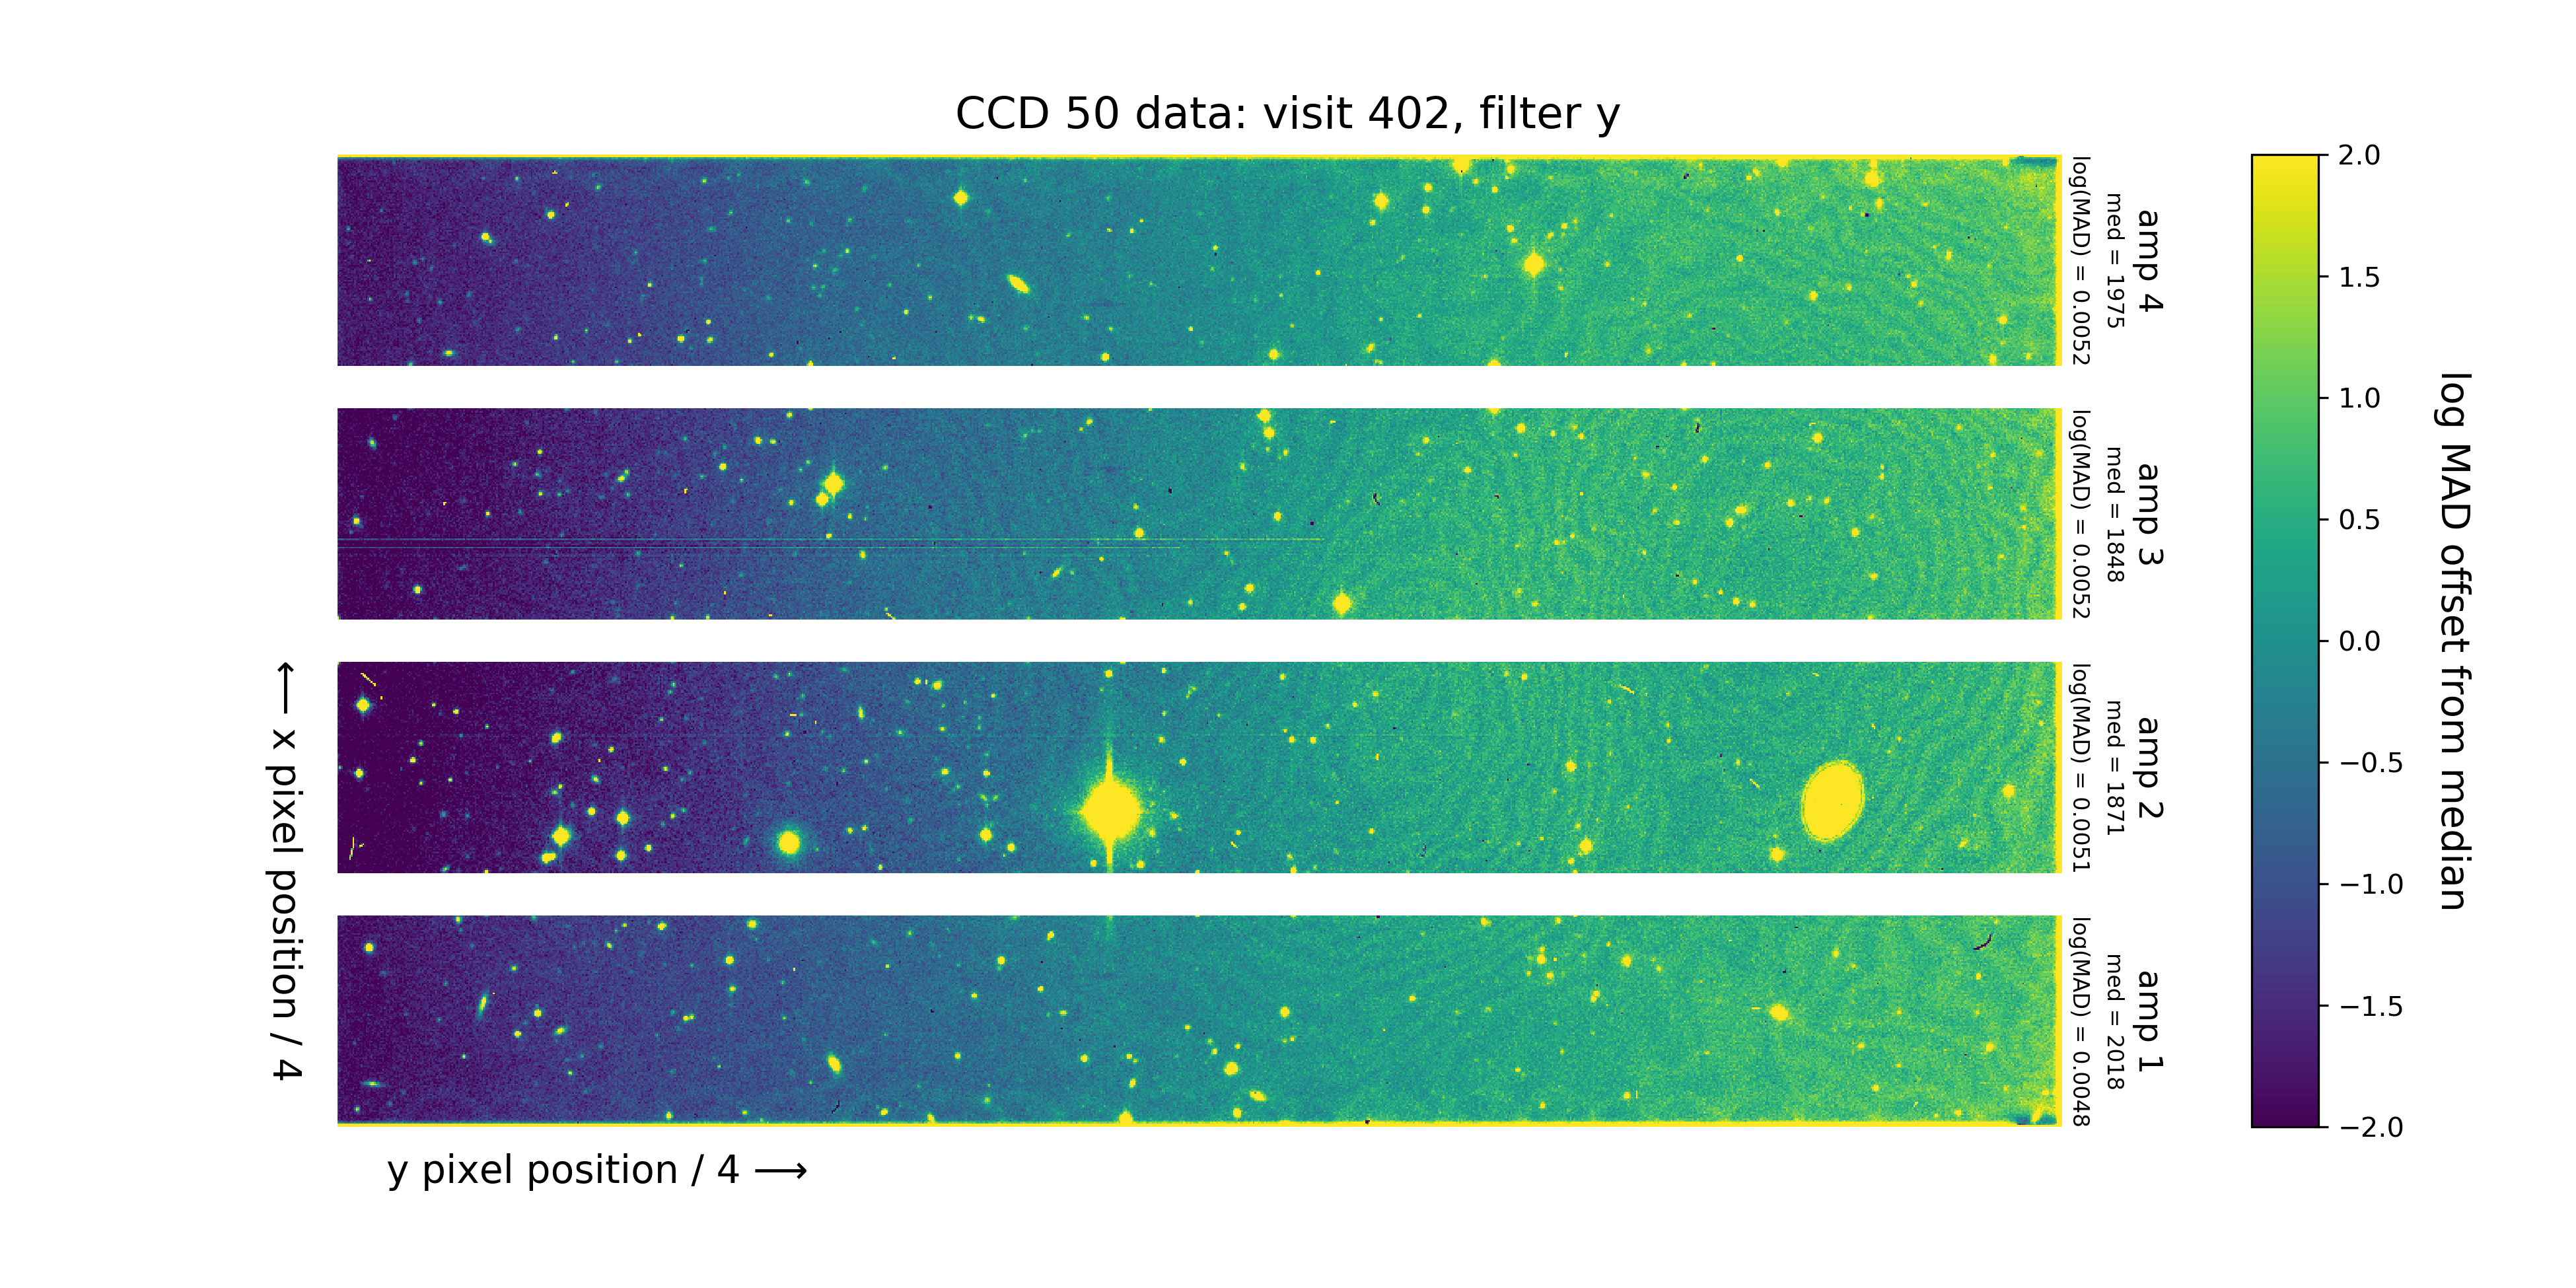 CCD 50 data: visit 402, filter y
amp 4
med = 1975
log(MAD) = 0.0052
amp 3
med = 1848
log(MAD) = 0.0052
amp 2
med = 1871
log(MAD) = 0.0051
amp 1
med = 2018
log(MAD) = 0.0048
⟵ x pixel position / 4
y pixel position / 4 ⟶
2.0
1.5
1.0
0.5
0.0
−0.5
−1.0
−1.5
−2.0
log MAD offset from median